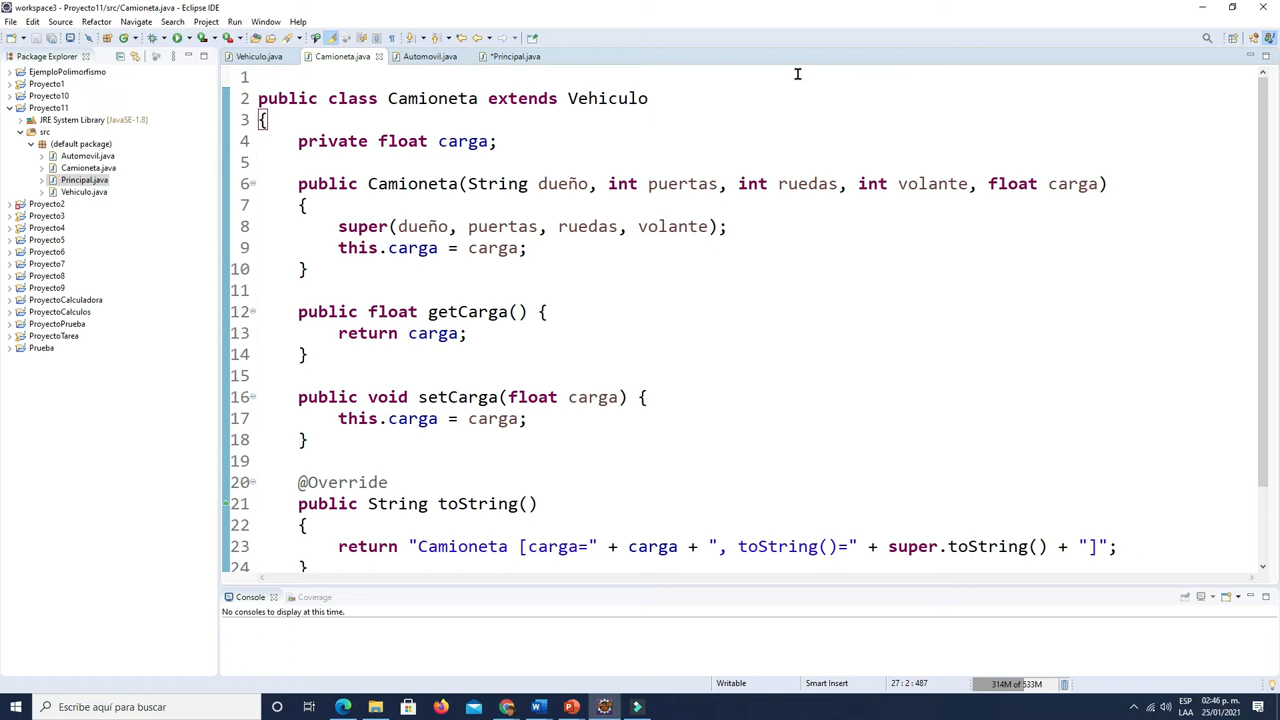 workspace3 - Proyecto11/src/Camioneta.java - Eclipse IDE
File Edit Source Refactor Navigate Search Project Run Window Help
Package Explorer
EjemploPolimorfismo
Proyecto1
Proyecto10
Proyecto11
JRE System Library [JavaSE-1.8]
src
(default package)
Automovil.java
Camioneta.java
Principal.java
Vehiculo.java
Proyecto2
Proyecto3
Proyecto4
Proyecto5
Proyecto6
Proyecto7
Proyecto8
Proyecto9
ProyectoCalculadora
ProyectoCalculos
ProyectoPrueba
ProyectoTarea
Prueba
Vehiculo.java Camioneta.java Automovil.java *Principal.java
1
2 public class Camioneta extends Vehiculo
3 {
4 private float carga;
5
6 public Camioneta(String dueño, int puertas, int ruedas, int volante, float carga)
7 {
8 super(dueño, puertas, ruedas, volante);
9 this.carga = carga;
10 }
11
12 public float getCarga() {
13 return carga;
14 }
15
16 public void setCarga(float carga) {
17 this.carga = carga;
18 }
19
20 @Override
21 public String toString()
22 {
23 return "Camioneta [carga=" + carga + ", toString()=" + super.toString() + "]";
24 }
Console Coverage
No consoles to display at this time.
Writable Smart Insert 27 : 2 : 487 314M of 533M
Escribe aquí para buscar
ESP 02:46 p. m.
LAA 25/01/2021